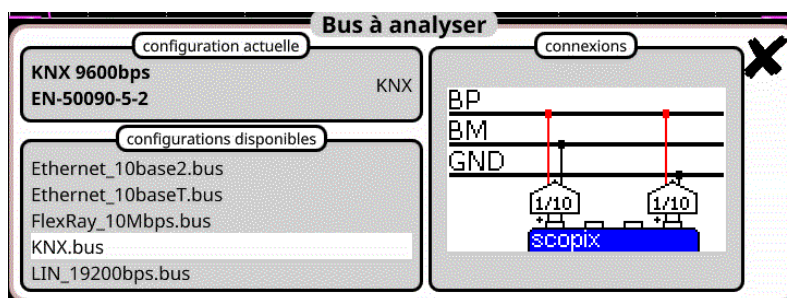 Bus à analyser
configuration actuelle
KNX 9600bps
EN-50090-5-2
KNX
configurations disponibles
Ethernet_10base2.bus
Ethernet_10baseT.bus
FlexRay_10Mbps.bus
KNX.bus
LIN_19200bps.bus
connexions
BP
BM
GND
1/10
1/10
scopix